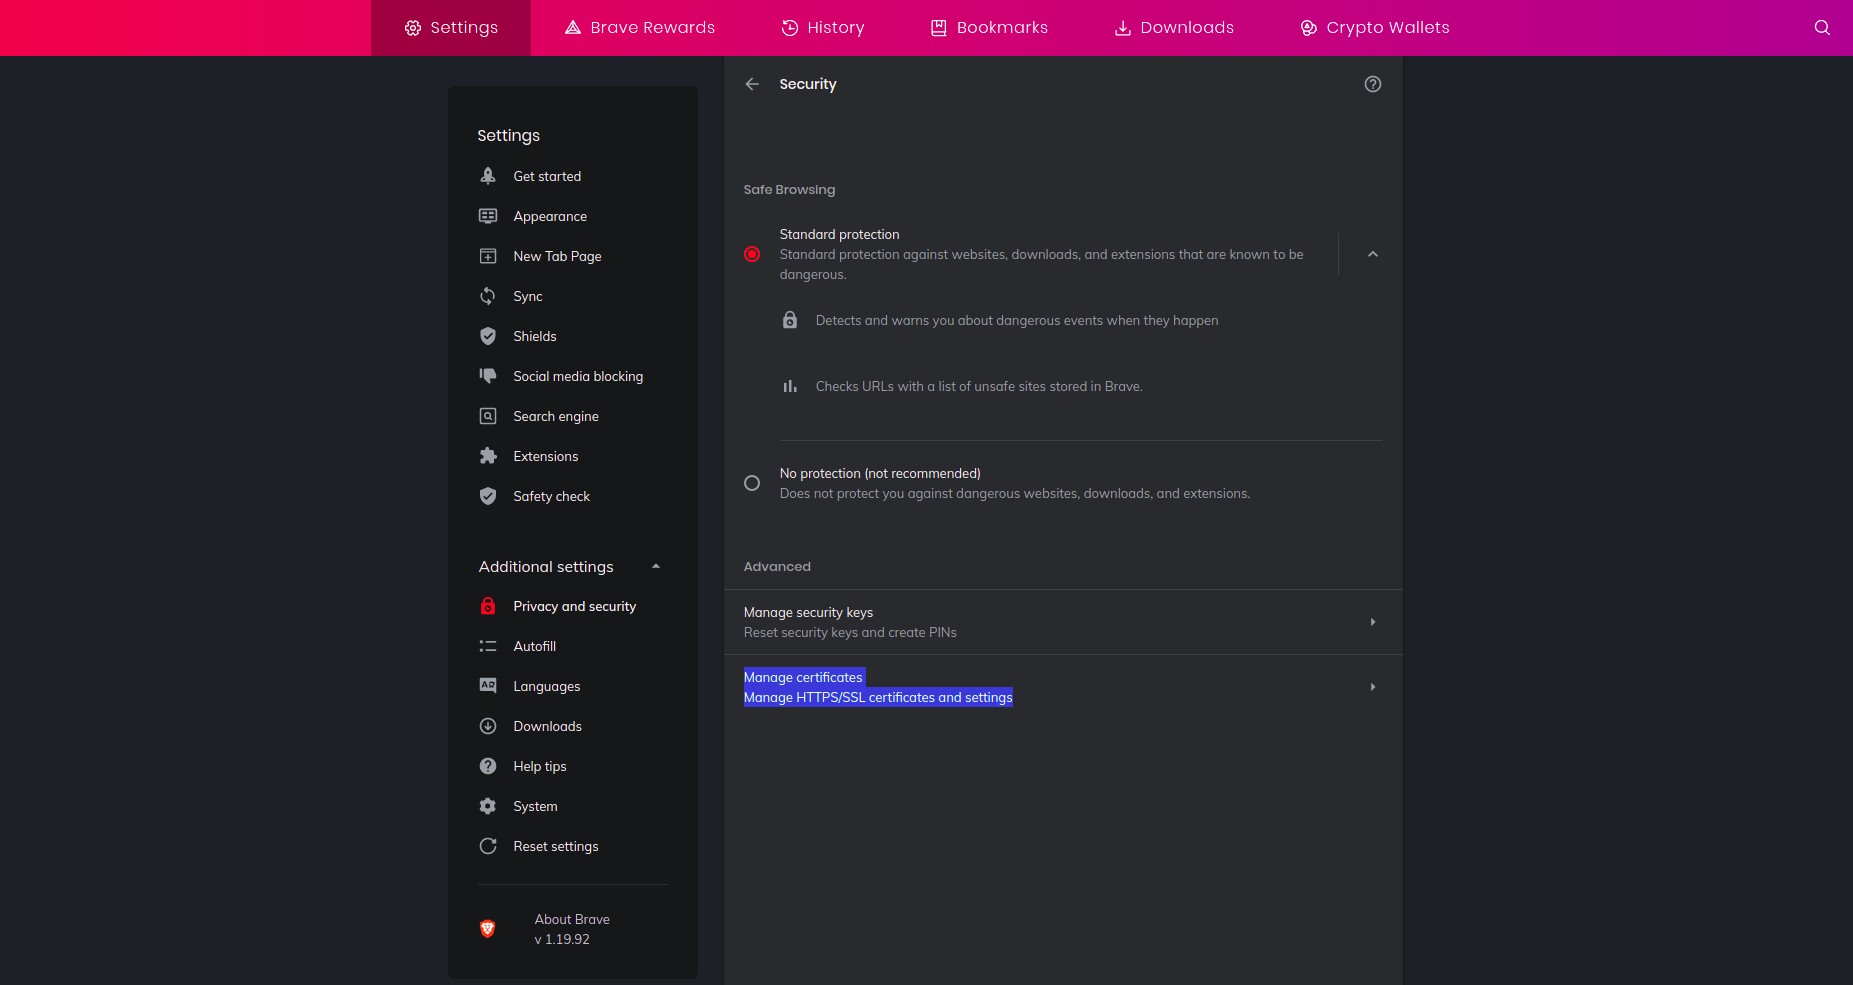 Settings
Brave Rewards
History
Bookmarks
Downloads
Crypto Wallets
Settings
Get started
Appearance
New Tab Page
Sync
Shields
Social media blocking
Search engine
Extensions
Safety check
Additional settings
Privacy and security
Autofill
Languages
Downloads
Help tips
System
Reset settings
About Brave
v 1.19.92
Security
Safe Browsing
Standard protection
Standard protection against websites, downloads, and extensions that are known to be
dangerous.
Detects and warns you about dangerous events when they happen
Checks URLs with a list of unsafe sites stored in Brave.
No protection (not recommended)
Does not protect you against dangerous websites, downloads, and extensions.
Advanced
Manage security keys
Reset security keys and create PINs
Manage certificates
Manage HTTPS/SSL certificates and settings